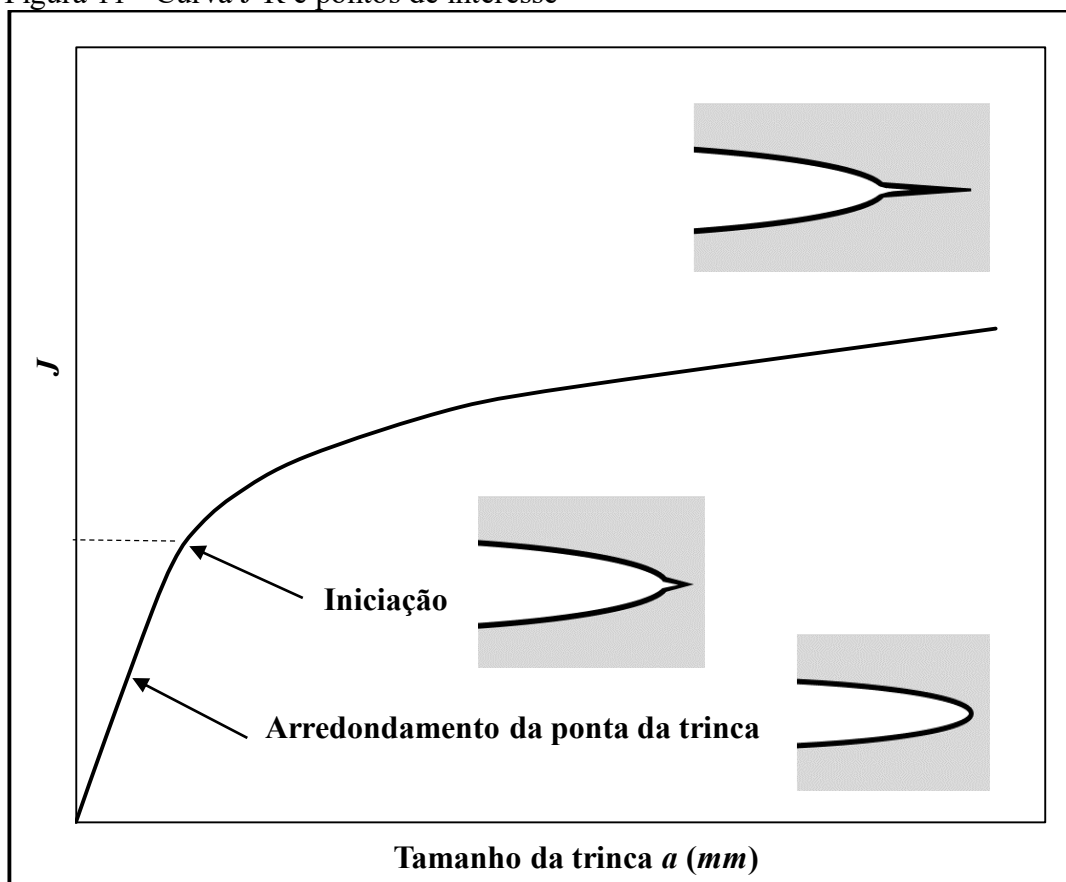 Figura 11 - Curva J-R e pontos de interesse
J
Iniciação
Arredondamento da ponta da trinca
Tamanho da trinca a (mm)